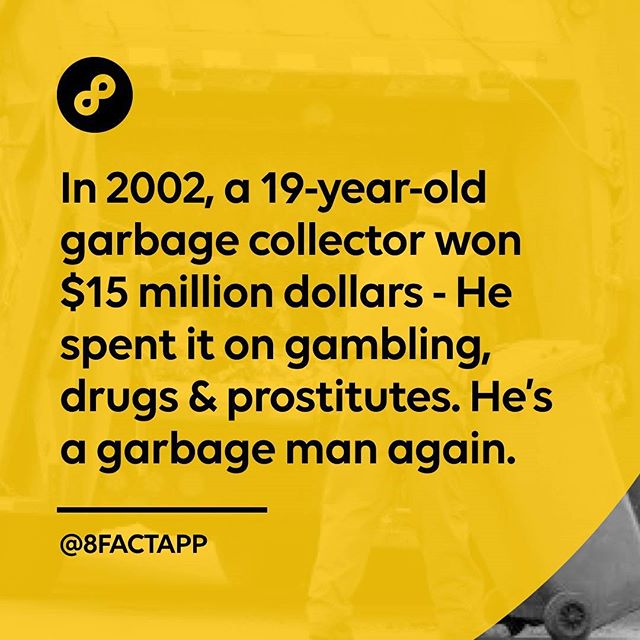 In 2002, a 19-year-old
garbage collector won
$15 million dollars - He
spent it on gambling,
drugs & prostitutes. He's
a garbage man again.
@8FACTAPP